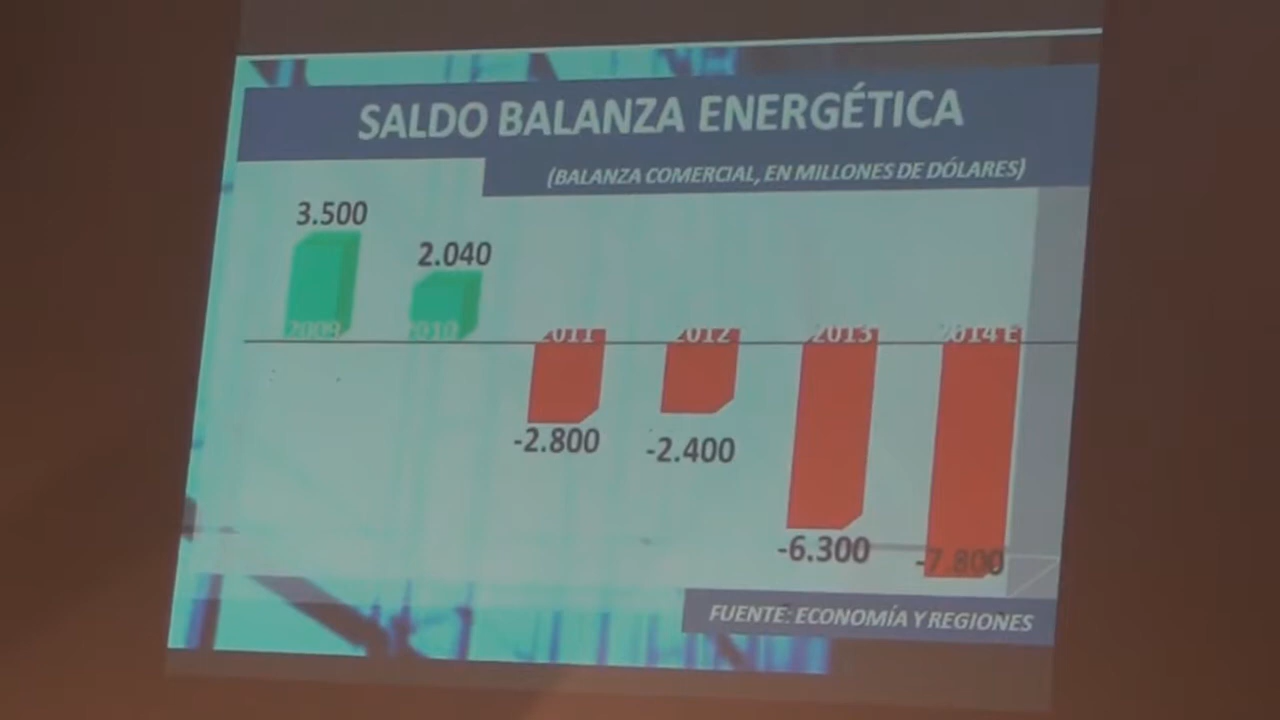 SALDO BALANZA ENERGÉTICA
(BALANZA COMERCIAL, EN MILLONES DE DÓLARES)
3.500
2.040
2009
2010
2011
2012
2013
2014 E
-2.800
-2.400
-6.300
-7.800
FUENTE: ECONOMÍA Y REGIONES